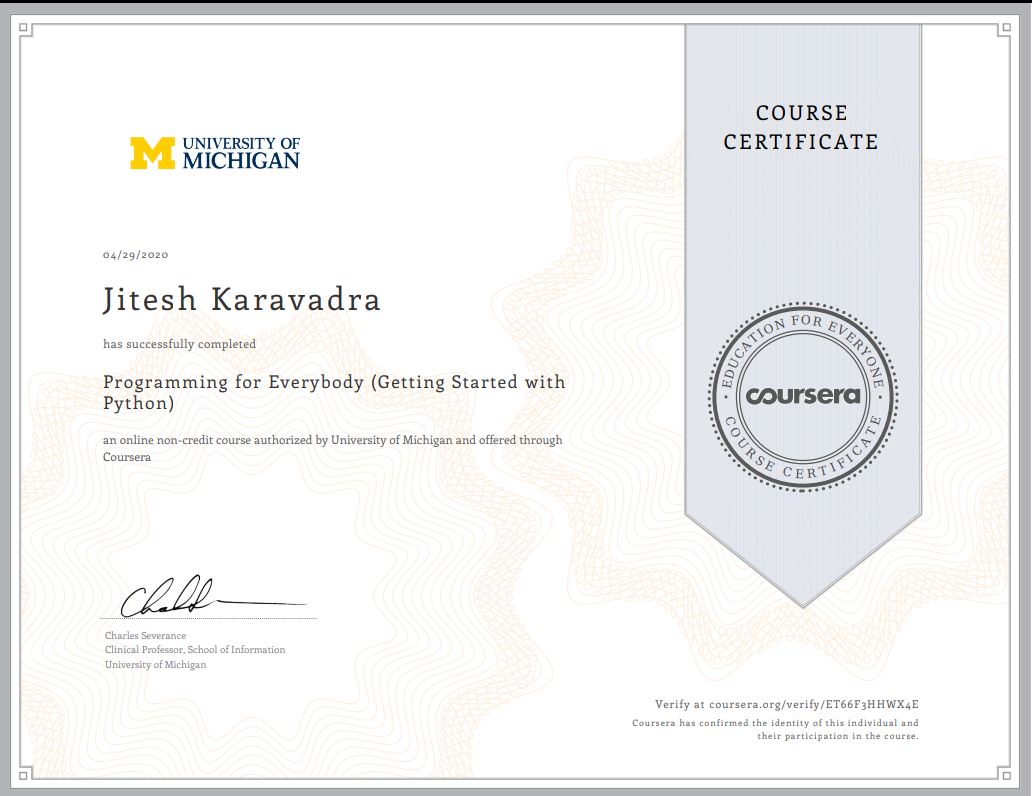 UNIVERSITY OF
MICHIGAN
COURSE
CERTIFICATE
04/29/2020
Jitesh Karavadra
has successfully completed
Programming for Everybody (Getting Started with
Python)
an online non-credit course authorized by University of Michigan and offered through
Coursera
EDUCATION FOR EVERYONE
coursera
COURSE CERTIFICATE
Charles Severance
Clinical Professor, School of Information
University of Michigan
Verify at coursera.org/verify/ET66F3HHWX4E
Coursera has confirmed the identity of this individual and
their participation in the course.